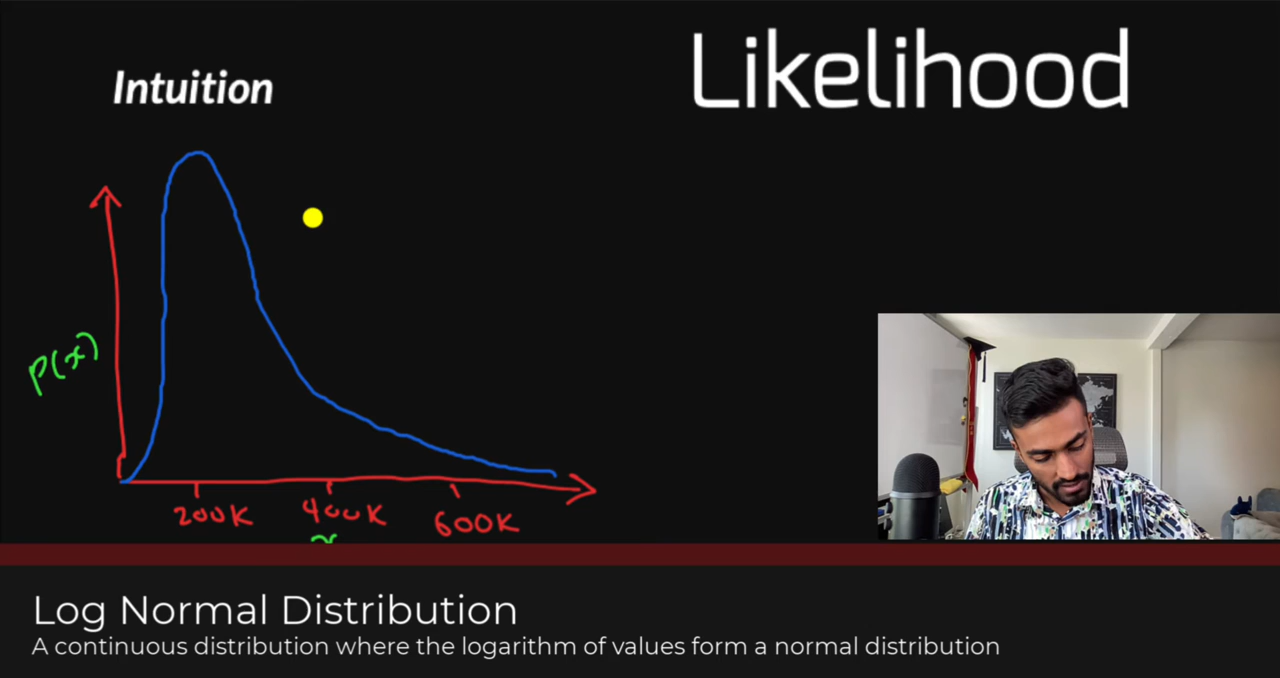 Likelihood
Intuition
P(x)
200K
400K
600K
x
Log Normal Distribution
A continuous distribution where the logarithm of values form a normal distribution